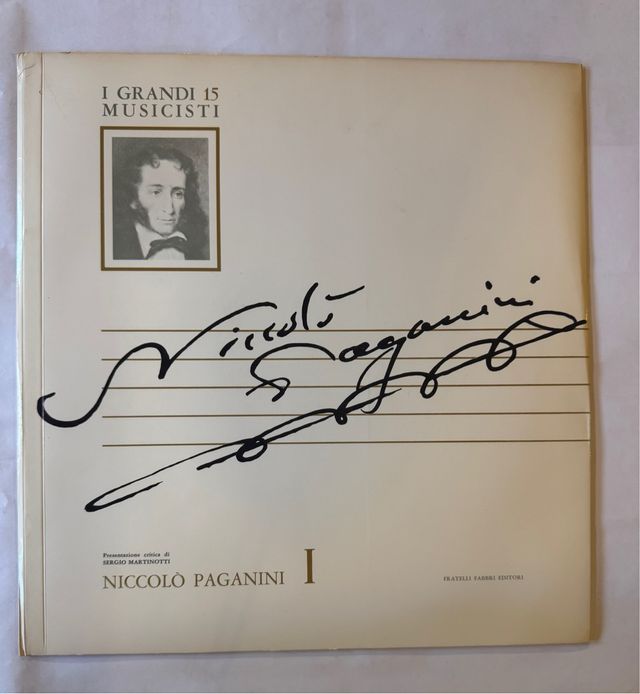 I GRANDI 15
MUSICISTI
Niccolò
Paganini
Presentazione critica di
SERGIO MARTINOTTI
NICCOLÒ PAGANINI I
FRATELLI FABBRI EDITORI